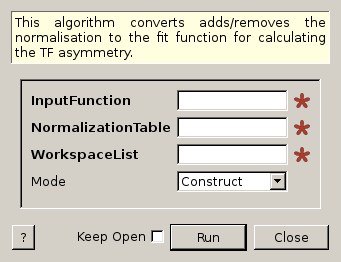 This algorithm converts adds/removes the
normalisation to the fit function for calculating
the TF asymmetry.
InputFunction
NormalizationTable
WorkspaceList
Mode Construct
? Keep Open Run Close